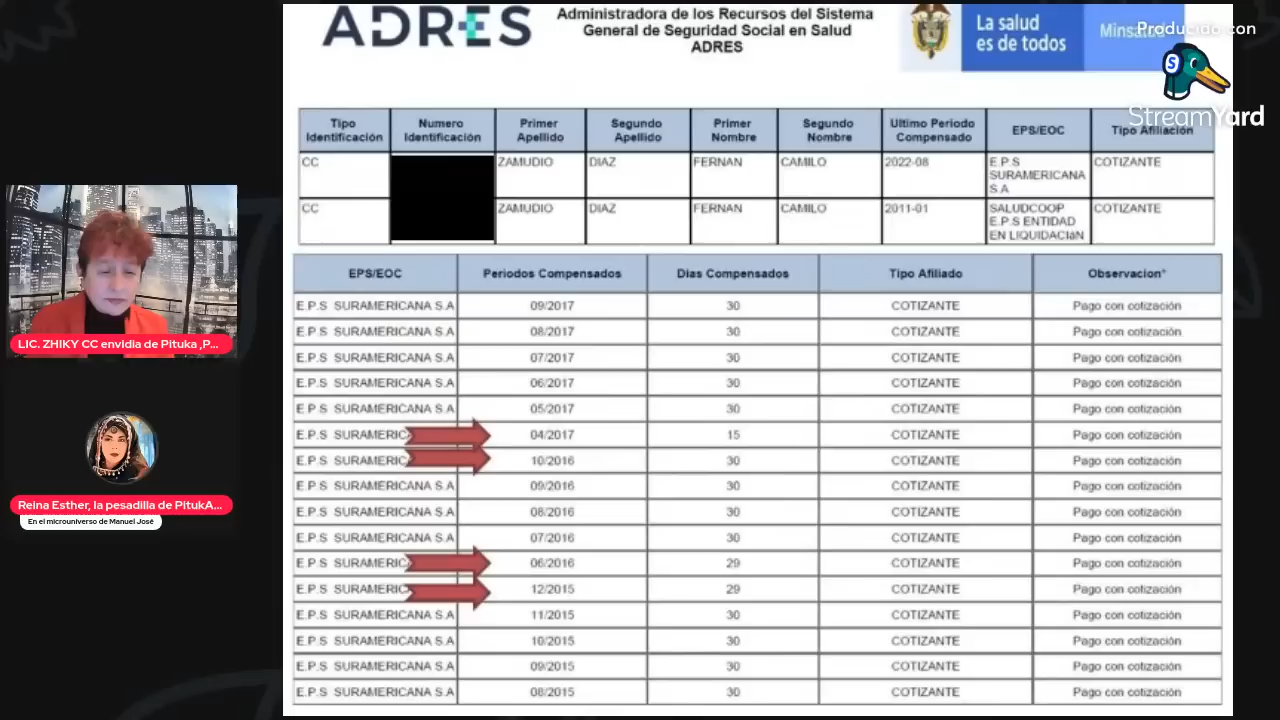 ADRES
Administradora de los Recursos del Sistema
General de Seguridad Social en Salud
ADRES
La salud
es de todos
Producido con
StreamYard
Tipo Identificación Numero Identificación Primer Apellido Segundo Apellido Primer Nombre Segundo Nombre Ultimo Periodo Compensado EPS/EOC Tipo Afiliación
CC ZAMUDIO DIAZ FERNAN CAMILO 2022-08 E.P.S SURAMERICANA S.A COTIZANTE
CC ZAMUDIO DIAZ FERNAN CAMILO 2011-01 SALUDCOOP E.P.S ENTIDAD EN LIQUIDACIóN COTIZANTE
EPS/EOC Periodos Compensados Dias Compensados Tipo Afiliado Observacion*
E.P.S SURAMERICANA S.A 09/2017 30 COTIZANTE Pago con cotización
E.P.S SURAMERICANA S.A 08/2017 30 COTIZANTE Pago con cotización
E.P.S SURAMERICANA S.A 07/2017 30 COTIZANTE Pago con cotización
E.P.S SURAMERICANA S.A 06/2017 30 COTIZANTE Pago con cotización
E.P.S SURAMERICANA S.A 05/2017 30 COTIZANTE Pago con cotización
E.P.S SURAMERIC 04/2017 15 COTIZANTE Pago con cotización
E.P.S SURAMERIC 10/2016 30 COTIZANTE Pago con cotización
E.P.S SURAMERICANA S.A 09/2016 30 COTIZANTE Pago con cotización
E.P.S SURAMERICANA S.A 08/2016 30 COTIZANTE Pago con cotización
E.P.S SURAMERICANA S.A 07/2016 30 COTIZANTE Pago con cotización
E.P.S SURAMERIC 06/2016 29 COTIZANTE Pago con cotización
E.P.S SURAMERIC 12/2015 29 COTIZANTE Pago con cotización
E.P.S SURAMERICANA S.A 11/2015 30 COTIZANTE Pago con cotización
E.P.S SURAMERICANA S.A 10/2015 30 COTIZANTE Pago con cotización
E.P.S SURAMERICANA S.A 09/2015 30 COTIZANTE Pago con cotización
E.P.S SURAMERICANA S.A 08/2015 30 COTIZANTE Pago con cotización
LIC. ZHIKY CC envidia de Pituka ,P...
Reina Esther, la pesadilla de PitukA...
En el microuniverso de Manuel José